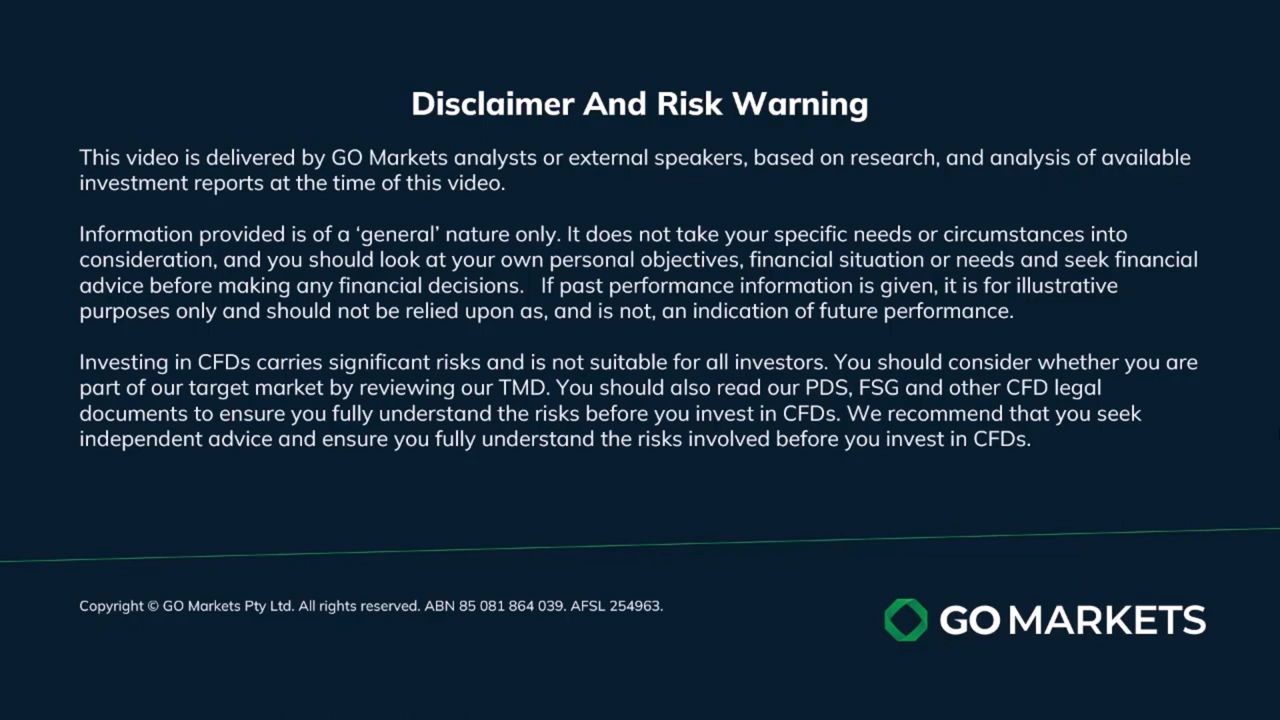 Disclaimer And Risk Warning
This video is delivered by GO Markets analysts or external speakers, based on research, and analysis of available
investment reports at the time of this video.
Information provided is of a ‘general’ nature only. It does not take your specific needs or circumstances into
consideration, and you should look at your own personal objectives, financial situation or needs and seek financial
advice before making any financial decisions.   If past performance information is given, it is for illustrative
purposes only and should not be relied upon as, and is not, an indication of future performance.
Investing in CFDs carries significant risks and is not suitable for all investors. You should consider whether you are
part of our target market by reviewing our TMD. You should also read our PDS, FSG and other CFD legal
documents to ensure you fully understand the risks before you invest in CFDs. We recommend that you seek
independent advice and ensure you fully understand the risks involved before you invest in CFDs.
Copyright © GO Markets Pty Ltd. All rights reserved. ABN 85 081 864 039. AFSL 254963.
GO MARKETS